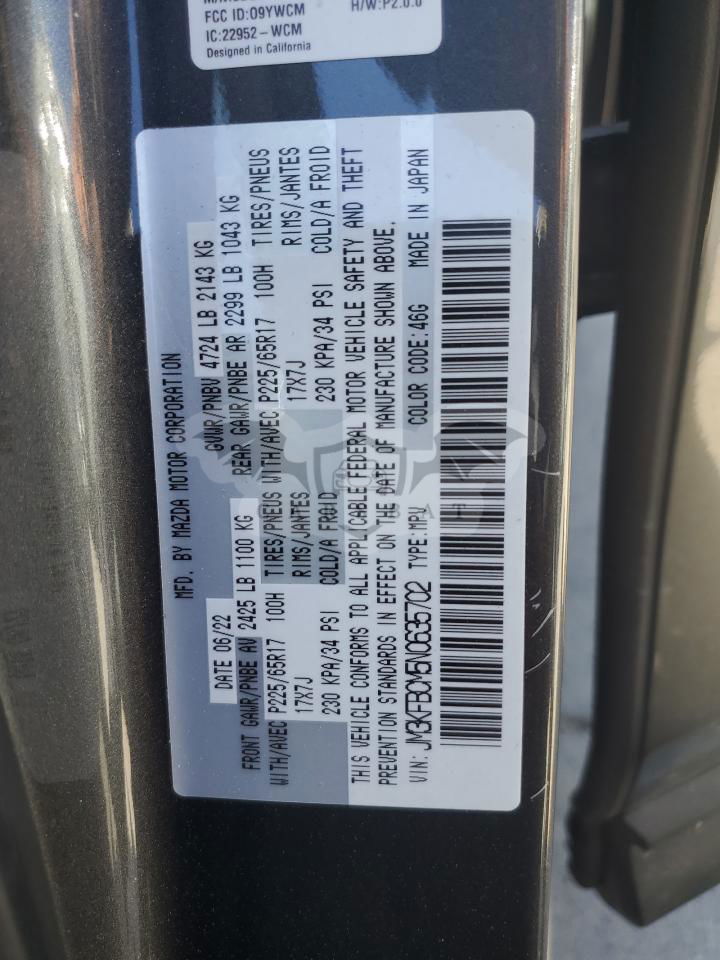 FCC ID:O9YWCM
H/W:P2.0.0
IC:22952-WCM
Designed in California
MFD. BY MAZDA MOTOR CORPORATION
DATE 06/22 GVWR/PNBV 4724 LB 2143 KG
FRONT GAWR/PNBE AV 2425 LB 1100 KG REAR GAWR/PNBE AR 2299 LB 1043 KG
WITH/AVEC P225/65R17 100H TIRES/PNEUS WITH/AVEC P225/65R17 100H TIRES/PNEUS
17X7J RIMS/JANTES 17X7J RIMS/JANTES
230 KPA/34 PSI COLD/A FROID 230 KPA/34 PSI COLD/A FROID
THIS VEHICLE CONFORMS TO ALL APPLICABLE FEDERAL MOTOR VEHICLE SAFETY AND THEFT
PREVENTION STANDARDS IN EFFECT ON THE DATE OF MANUFACTURE SHOWN ABOVE.
VIN: JM3KFBCM5N0635702 TYPE:MPV COLOR CODE:46G MADE IN JAPAN